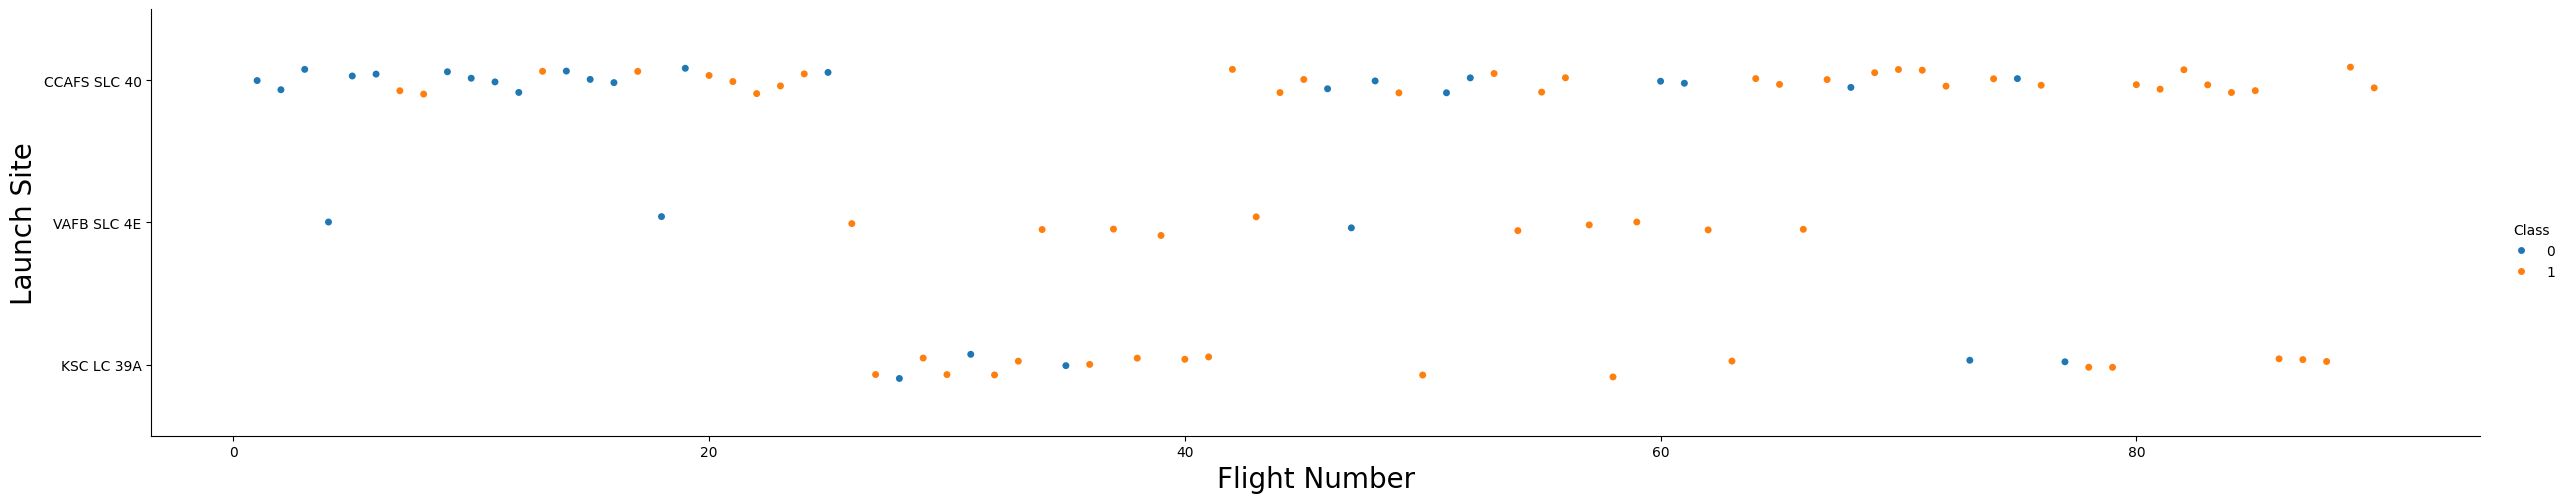 Launch Site
CCAFS SLC 40
VAFB SLC 4E
KSC LC 39A
0 20 40 60 80
Flight Number
Class
0
1